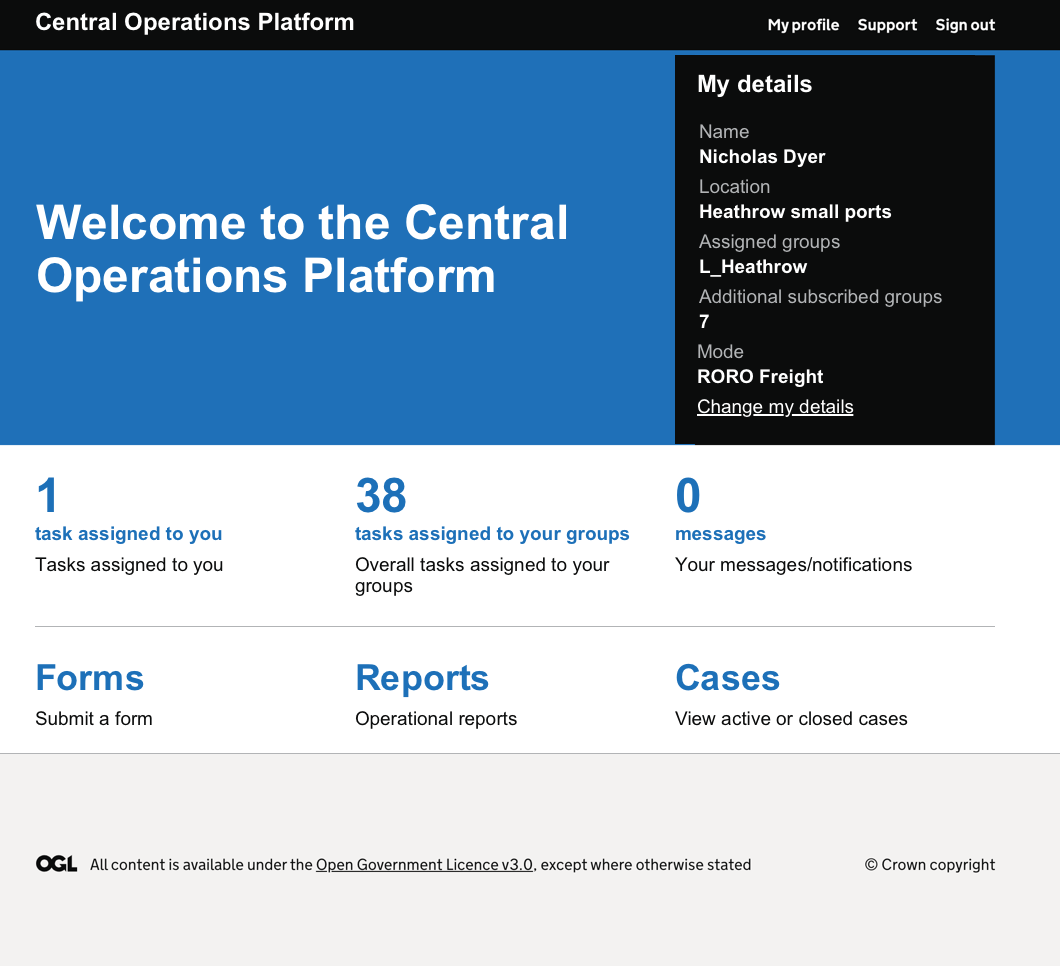 Central Operations Platform
My profile Support Sign out
My details
Name
Nicholas Dyer
Location
Heathrow small ports
Assigned groups
L_Heathrow
Additional subscribed groups
7
Mode
RORO Freight
Change my details
Welcome to the Central
Operations Platform
1
task assigned to you
Tasks assigned to you
38
tasks assigned to your groups
Overall tasks assigned to your
groups
0
messages
Your messages/notifications
Forms
Submit a form
Reports
Operational reports
Cases
View active or closed cases
OGL All content is available under the Open Government Licence v3.0, except where otherwise stated
© Crown copyright